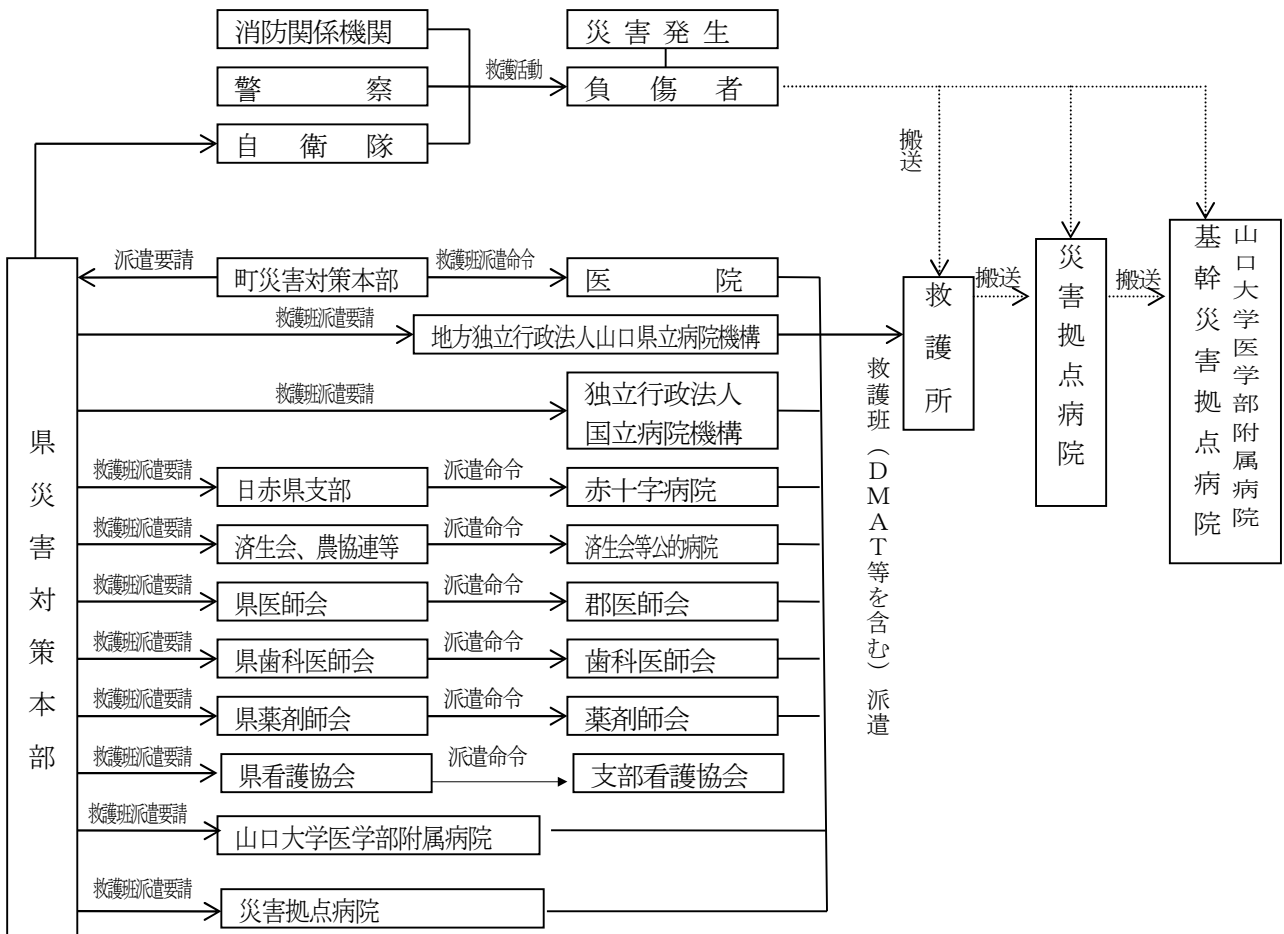 消防関係機関
災害発生
警察
救護活動
負傷者
自衛隊
搬送
派遣要請
町災害対策本部
救護班派遣命令
医院
救護班派遣要請
地方独立行政法人山口県立病院機構
救護班派遣要請
独立行政法人
国立病院機構
県災害対策本部
救護班派遣要請
日赤県支部
派遣命令
赤十字病院
救護班派遣要請
済生会、農協連等
派遣命令
済生会等公的病院
救護班派遣要請
県医師会
派遣命令
郡医師会
救護班派遣要請
県歯科医師会
派遣命令
歯科医師会
救護班派遣要請
県薬剤師会
派遣命令
薬剤師会
救護班派遣要請
県看護協会
派遣命令
支部看護協会
救護班派遣要請
山口大学医学部附属病院
救護班派遣要請
災害拠点病院
救護班(DMAT等を含む)派遣
救護所
搬送
災害拠点病院
搬送
山口大学医学部附属病院
基幹災害拠点病院